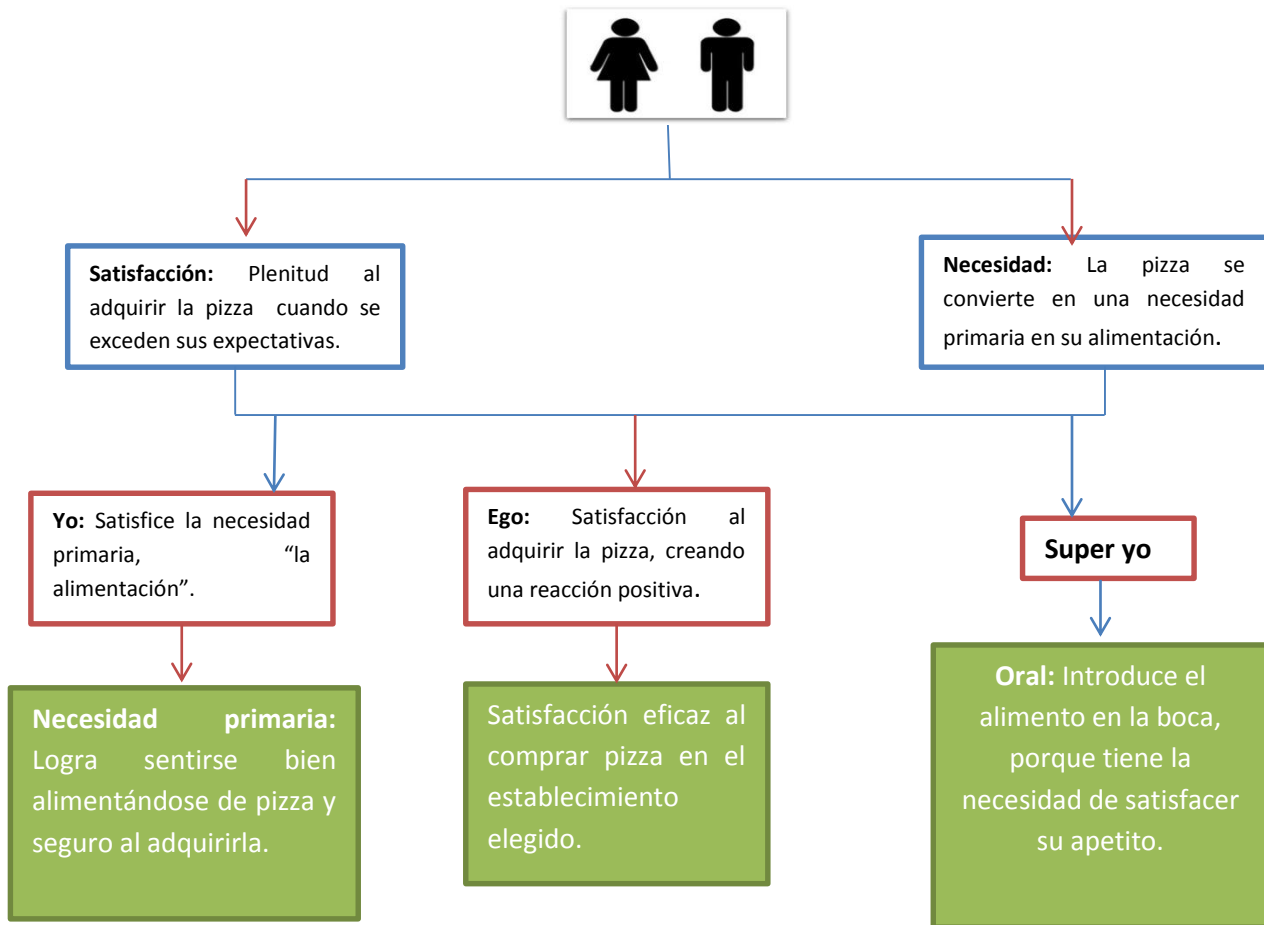 Satisfacción: Plenitud al
adquirir la pizza cuando se
exceden sus expectativas.
Necesidad: La pizza se
convierte en una necesidad
primaria en su alimentación.
Yo: Satisfice la necesidad
primaria, “la
alimentación”.
Ego: Satisfacción al
adquirir la pizza, creando
una reacción positiva.
Super yo
Necesidad primaria:
Logra sentirse bien
alimentándose de pizza y
seguro al adquirirla.
Satisfacción eficaz al
comprar pizza en el
establecimiento
elegido.
Oral: Introduce el
alimento en la boca,
porque tiene la
necesidad de satisfacer
su apetito.